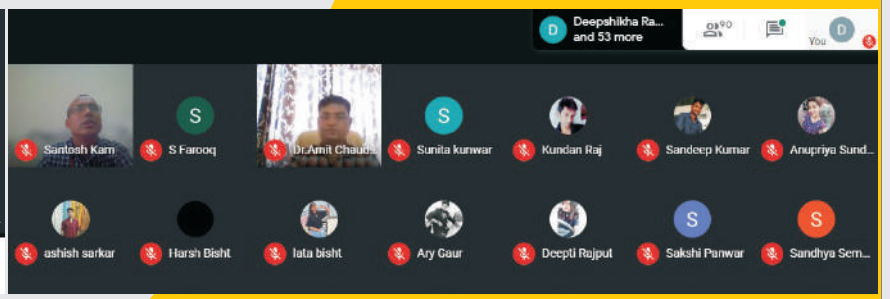 D Deepshikha Ra...
and 53 more
90
You D
S
S
Santosh Kam
S Farooq
Dr.Amit Chaud...
Sunita kunwar
Kundan Raj
Sandeep Kumar
Anupriya Sund...
S
S
ashish sarkar
Harsh Bisht
lata bisht
Ary Gaur
Deepti Rajput
Sakshi Panwar
Sandhya Sem...